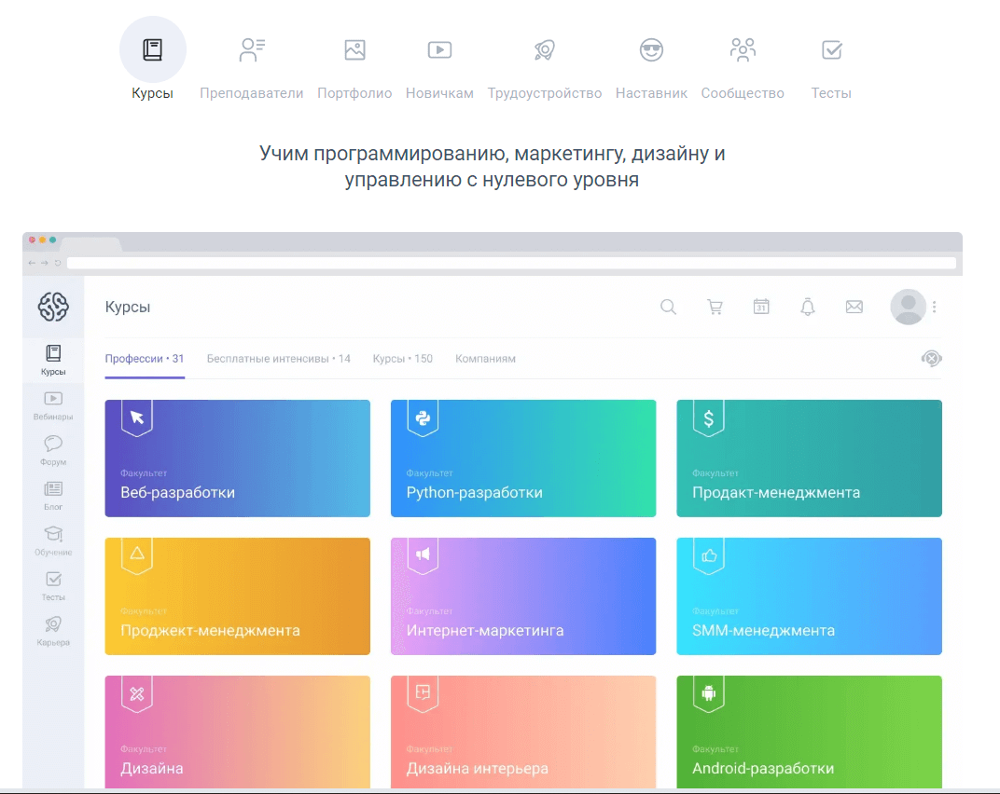 Курсы
Преподаватели
Портфолио
Новичкам
Трудоустройство
Наставник
Сообщество
Тесты
Учим программированию, маркетингу, дизайну и
управлению с нулевого уровня
Курсы
31
Профессии • 31
Бесплатные интенсивы • 14
Курсы • 150
Компаниям
Курсы
Вебинары
Форум
Блог
Обучение
Тесты
Карьера
Факультет
Веб-разработки
Факультет
Python-разработки
$
Факультет
Продакт-менеджмента
Факультет
Проджект-менеджмента
Факультет
Интернет-маркетинга
Факультет
SMM-менеджмента
Факультет
Дизайна
Факультет
Дизайна интерьера
Факультет
Android-разработки